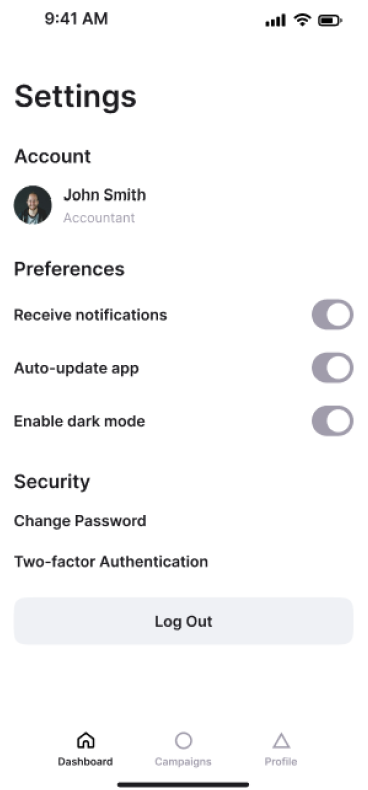 9:41 AM
Settings
Account
John Smith
Accountant
Preferences
Receive notifications
Auto-update app
Enable dark mode
Security
Change Password
Two-factor Authentication
Log Out
Dashboard Campaigns Profile